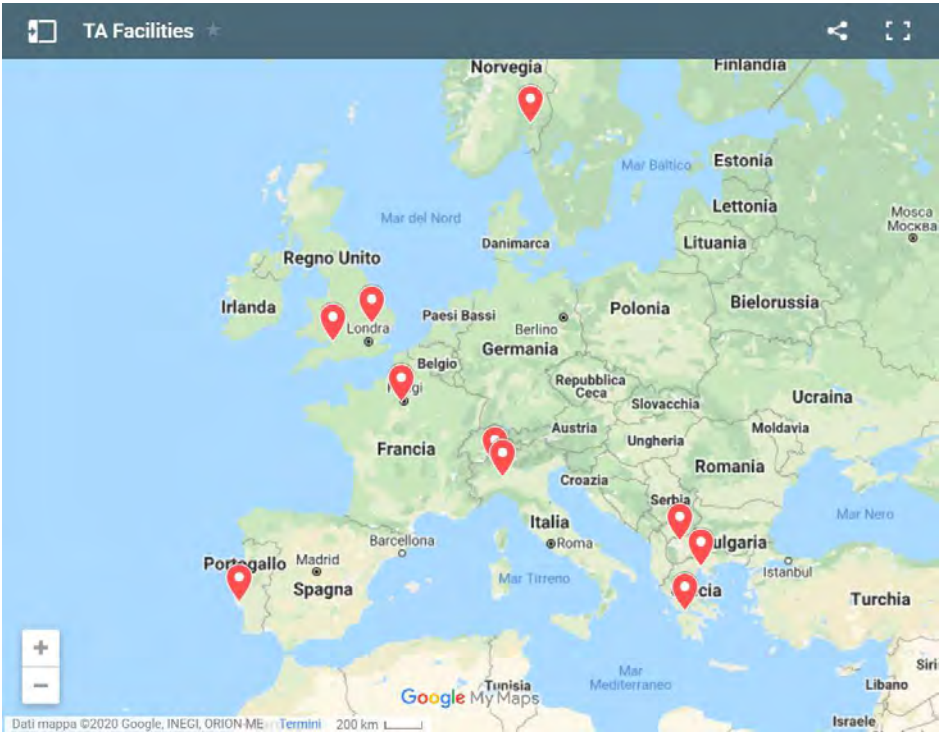 TA Facilities
Norvegia
Finlandia
Mar Baltico
Estonia
Lettonia
Mosca
Москва
Mar del Nord
Danimarca
Lituania
Regno Unito
Irlanda
Londra
Paesi Bassi
Berlino
Polonia
Bielorussia
Germania
Belgio
Repubblica
Ceca
Slovacchia
Ucraina
Francia
Austria
Ungheria
Moldavia
Romania
Croazia
Serbia
Italia
Roma
Mar Nero
Barcellona
Portogallo
Madrid
Spagna
Mar Tirreno
Istanbul
Turchia
Mar
Mediterraneo
Tunisia
Libano
Israele
Google My Maps
Dati mappa ©2020 Google, INEGI, ORION-ME
Termini
200 km